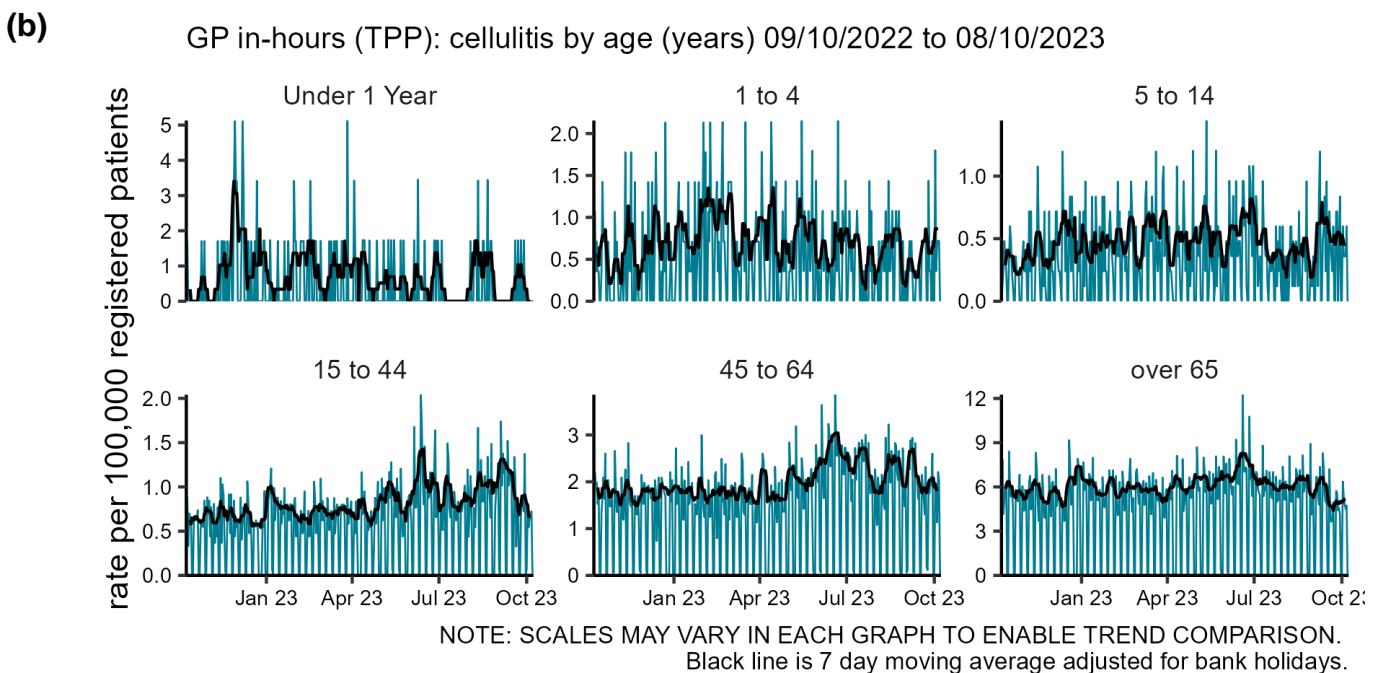 (b)
GP in-hours (TPP): cellulitis by age (years) 09/10/2022 to 08/10/2023
rate per 100,000 registered patients
Under 1 Year
5
4
3
2
1
0
1 to 4
2.0
1.5
1.0
0.5
0.0
5 to 14
1.0
0.5
0.0
15 to 44
2.0
1.5
1.0
0.5
0.0
Jan 23 Apr 23 Jul 23 Oct 23
45 to 64
3
2
1
0
Jan 23 Apr 23 Jul 23 Oct 23
over 65
12
9
6
3
0
Jan 23 Apr 23 Jul 23 Oct
NOTE: SCALES MAY VARY IN EACH GRAPH TO ENABLE TREND COMPARISON.
Black line is 7 day moving average adjusted for bank holidays.